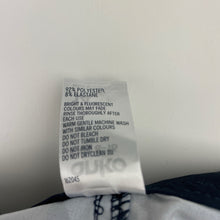 92% POLYESTER
8% ELASTANE
BRIGHT & FLUORESCENT
COLOURS MAY FADE
RINSE THOROUGHLY AFTER
EACH USE
WARM GENTLE MACHINE WASH
WITH SIMILAR COLOURS
DO NOT BLEACH
DO NOT TUMBLE DRY
DO NOT IRON
DO NOT DRYCLEAN
162045